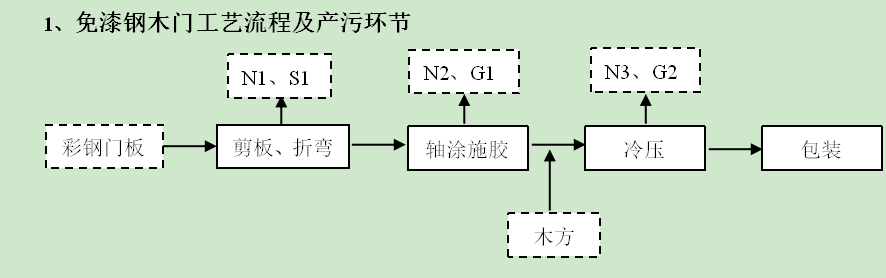 1、免漆钢木门工艺流程及产污环节
N1、S1
N2、G1
N3、G2
彩钢门板
剪板、折弯
轴涂施胶
冷压
包装
木方